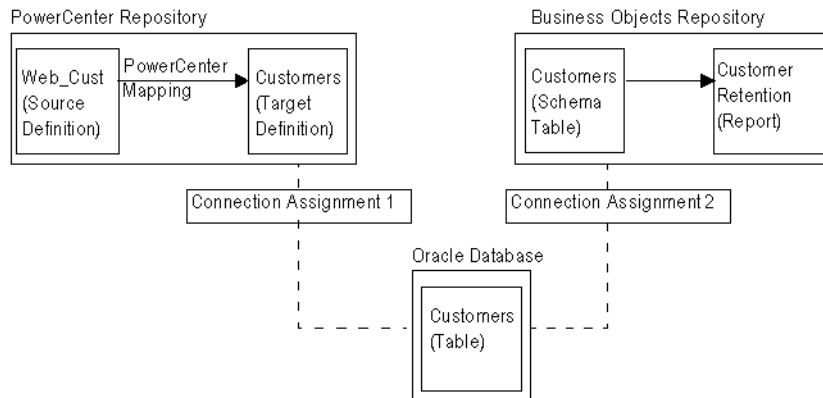 PowerCenter Repository
Web_Cust
(Source
Definition)
PowerCenter
Mapping
Customers
(Target
Definition)
Business Objects Repository
Customers
(Schema
Table)
Customer
Retention
(Report)
Connection Assignment 1
Connection Assignment 2
Oracle Database
Customers
(Table)